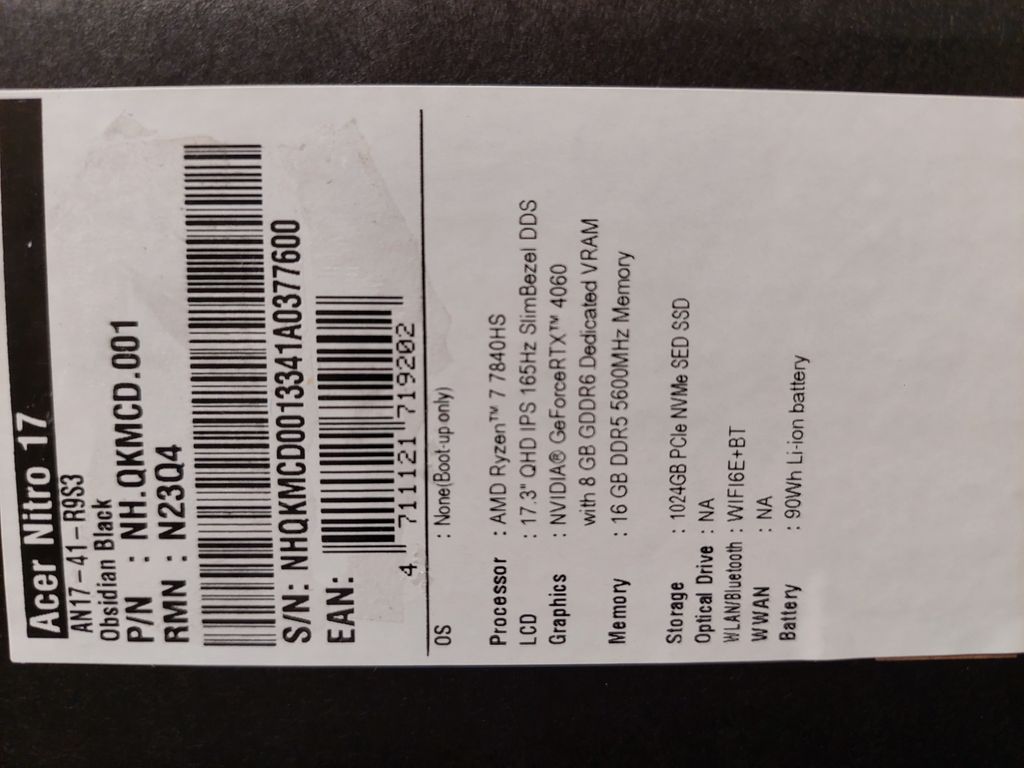 Acer Nitro 17
AN17-41-R9S3
Obsidian Black
P/N : NH.QKMCD.001
RMN : N23Q4
S/N: NHQKMCD00133​41A0377600
EAN:
4 711121 719202
OS : None(Boot-up only)
Processor : AMD Ryzen™ 7 7840HS
LCD : 17.3" QHD IPS 165Hz SlimBezel DDS
Graphics : NVIDIA® GeForceRTX™ 4060
with 8 GB GDDR6 Dedicated VRAM
Memory : 16 GB DDR5 5600MHz Memory
Storage : 1024GB PCIe NVMe SED SSD
Optical Drive : NA
WLAN/Bluetooth : WIFI6E+BT
WWAN : NA
Battery : 90Wh Li-ion battery